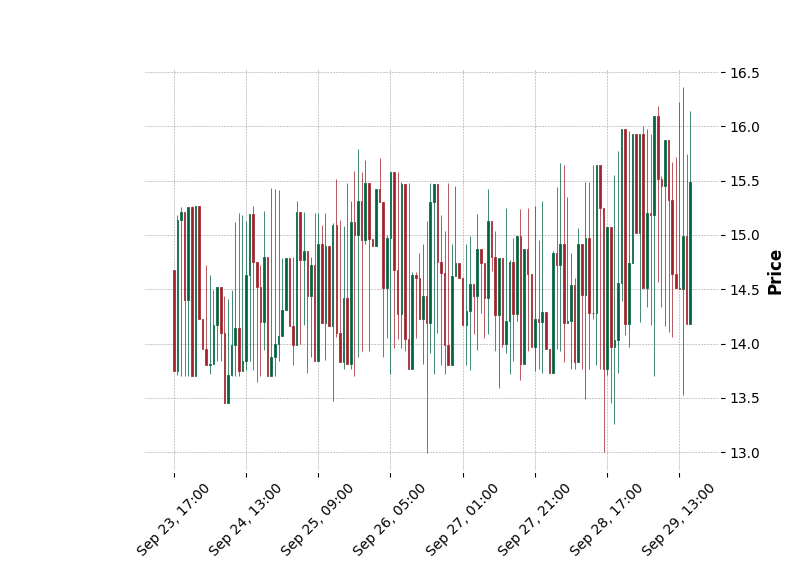 16.5
16.0
15.5
15.0
14.5
14.0
13.5
13.0
Price
Sep 23, 17:00
Sep 24, 13:00
Sep 25, 09:00
Sep 26, 05:00
Sep 27, 01:00
Sep 27, 21:00
Sep 28, 17:00
Sep 29, 13:00